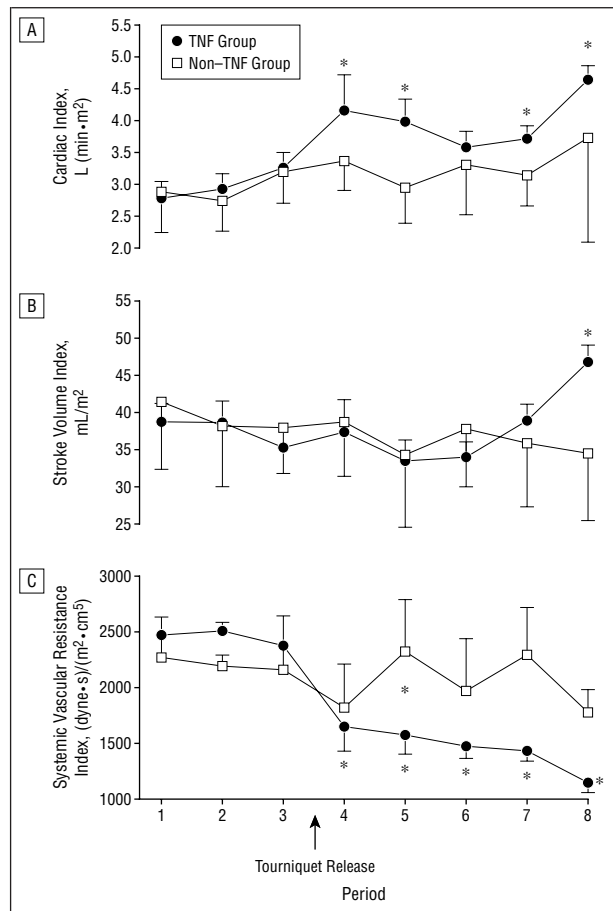 A
TNF Group
Non–TNF Group
Cardiac Index,
L (min•m²)
5.5
5.0
4.5
4.0
3.5
3.0
2.5
2.0
*
*
*
*
B
Stroke Volume Index,
mL/m²
55
50
45
40
35
30
25
*
C
Systemic Vascular Resistance
Index, (dyne•s)/(m²•cm⁵)
3000
2500
2000
1500
1000
*
*
*
*
*
*
1 2 3 4 5 6 7 8
Tourniquet Release
Period